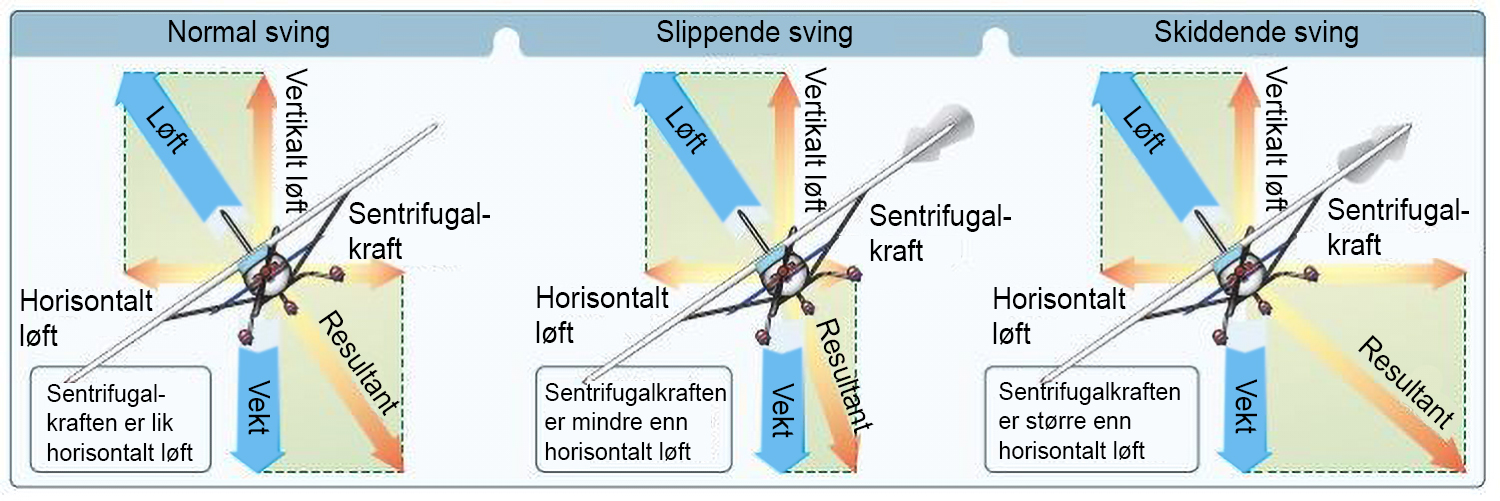 Normal sving
Løft
Vertikalt løft
Sentrifugal-
kraft
Horisontalt
løft
Resultant
Vekt
Sentrifugal-
kraften er lik
horisontalt løft
Slippende sving
Løft
Vertikalt løft
Sentrifugal-
kraft
Horisontalt
løft
Resultant
Vekt
Sentrifugalkraften
er mindre enn
horisontalt løft
Skiddende sving
Løft
Vertikalt løft
Sentrifugal-
kraft
Horisontalt
løft
Resultant
Vekt
Sentrifugalkraften
er større enn
horisontalt løft